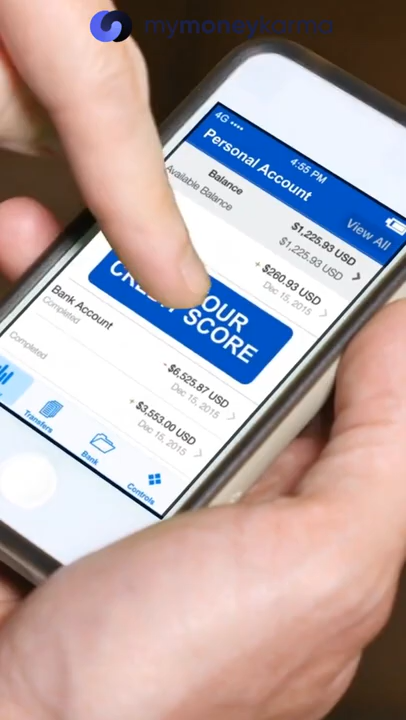 mymoneykarma
4G
4:55 PM
Personal Account
View All
Balance
$1,225.93 USD
Available Balance
$1,225.93 USD
+ $260.93 USD
Dec 15, 2015
OUR
SCORE
Bank Account
- $6,525.87 USD
Completed
Dec 15, 2015
+ $3,553.00 USD
Completed
Dec 15, 2015
Transfers
Bank
Controls